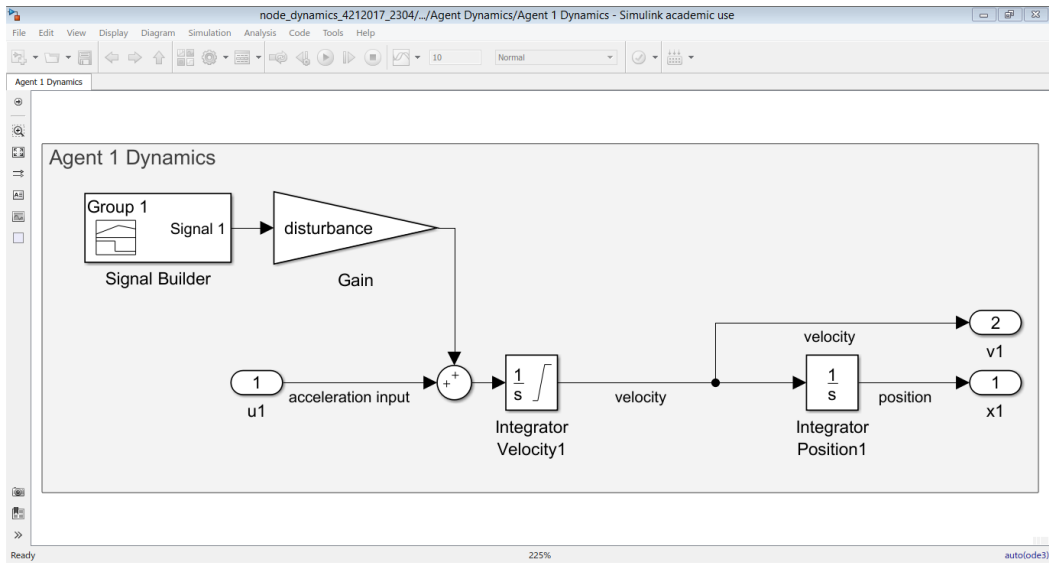 node_dynamics_4212017_2304/.../Agent Dynamics/Agent 1 Dynamics - Simulink academic use
File Edit View Display Diagram Simulation Analysis Code Tools Help
10 Normal
Agent 1 Dynamics
Agent 1 Dynamics
Group 1
Signal 1
disturbance
Signal Builder
Gain
2
velocity
v1
1
acceleration input
u1
+ +
1
s
velocity
1
s
position
1
x1
Integrator
Velocity1
Integrator
Position1
Ready 225% auto(ode3)